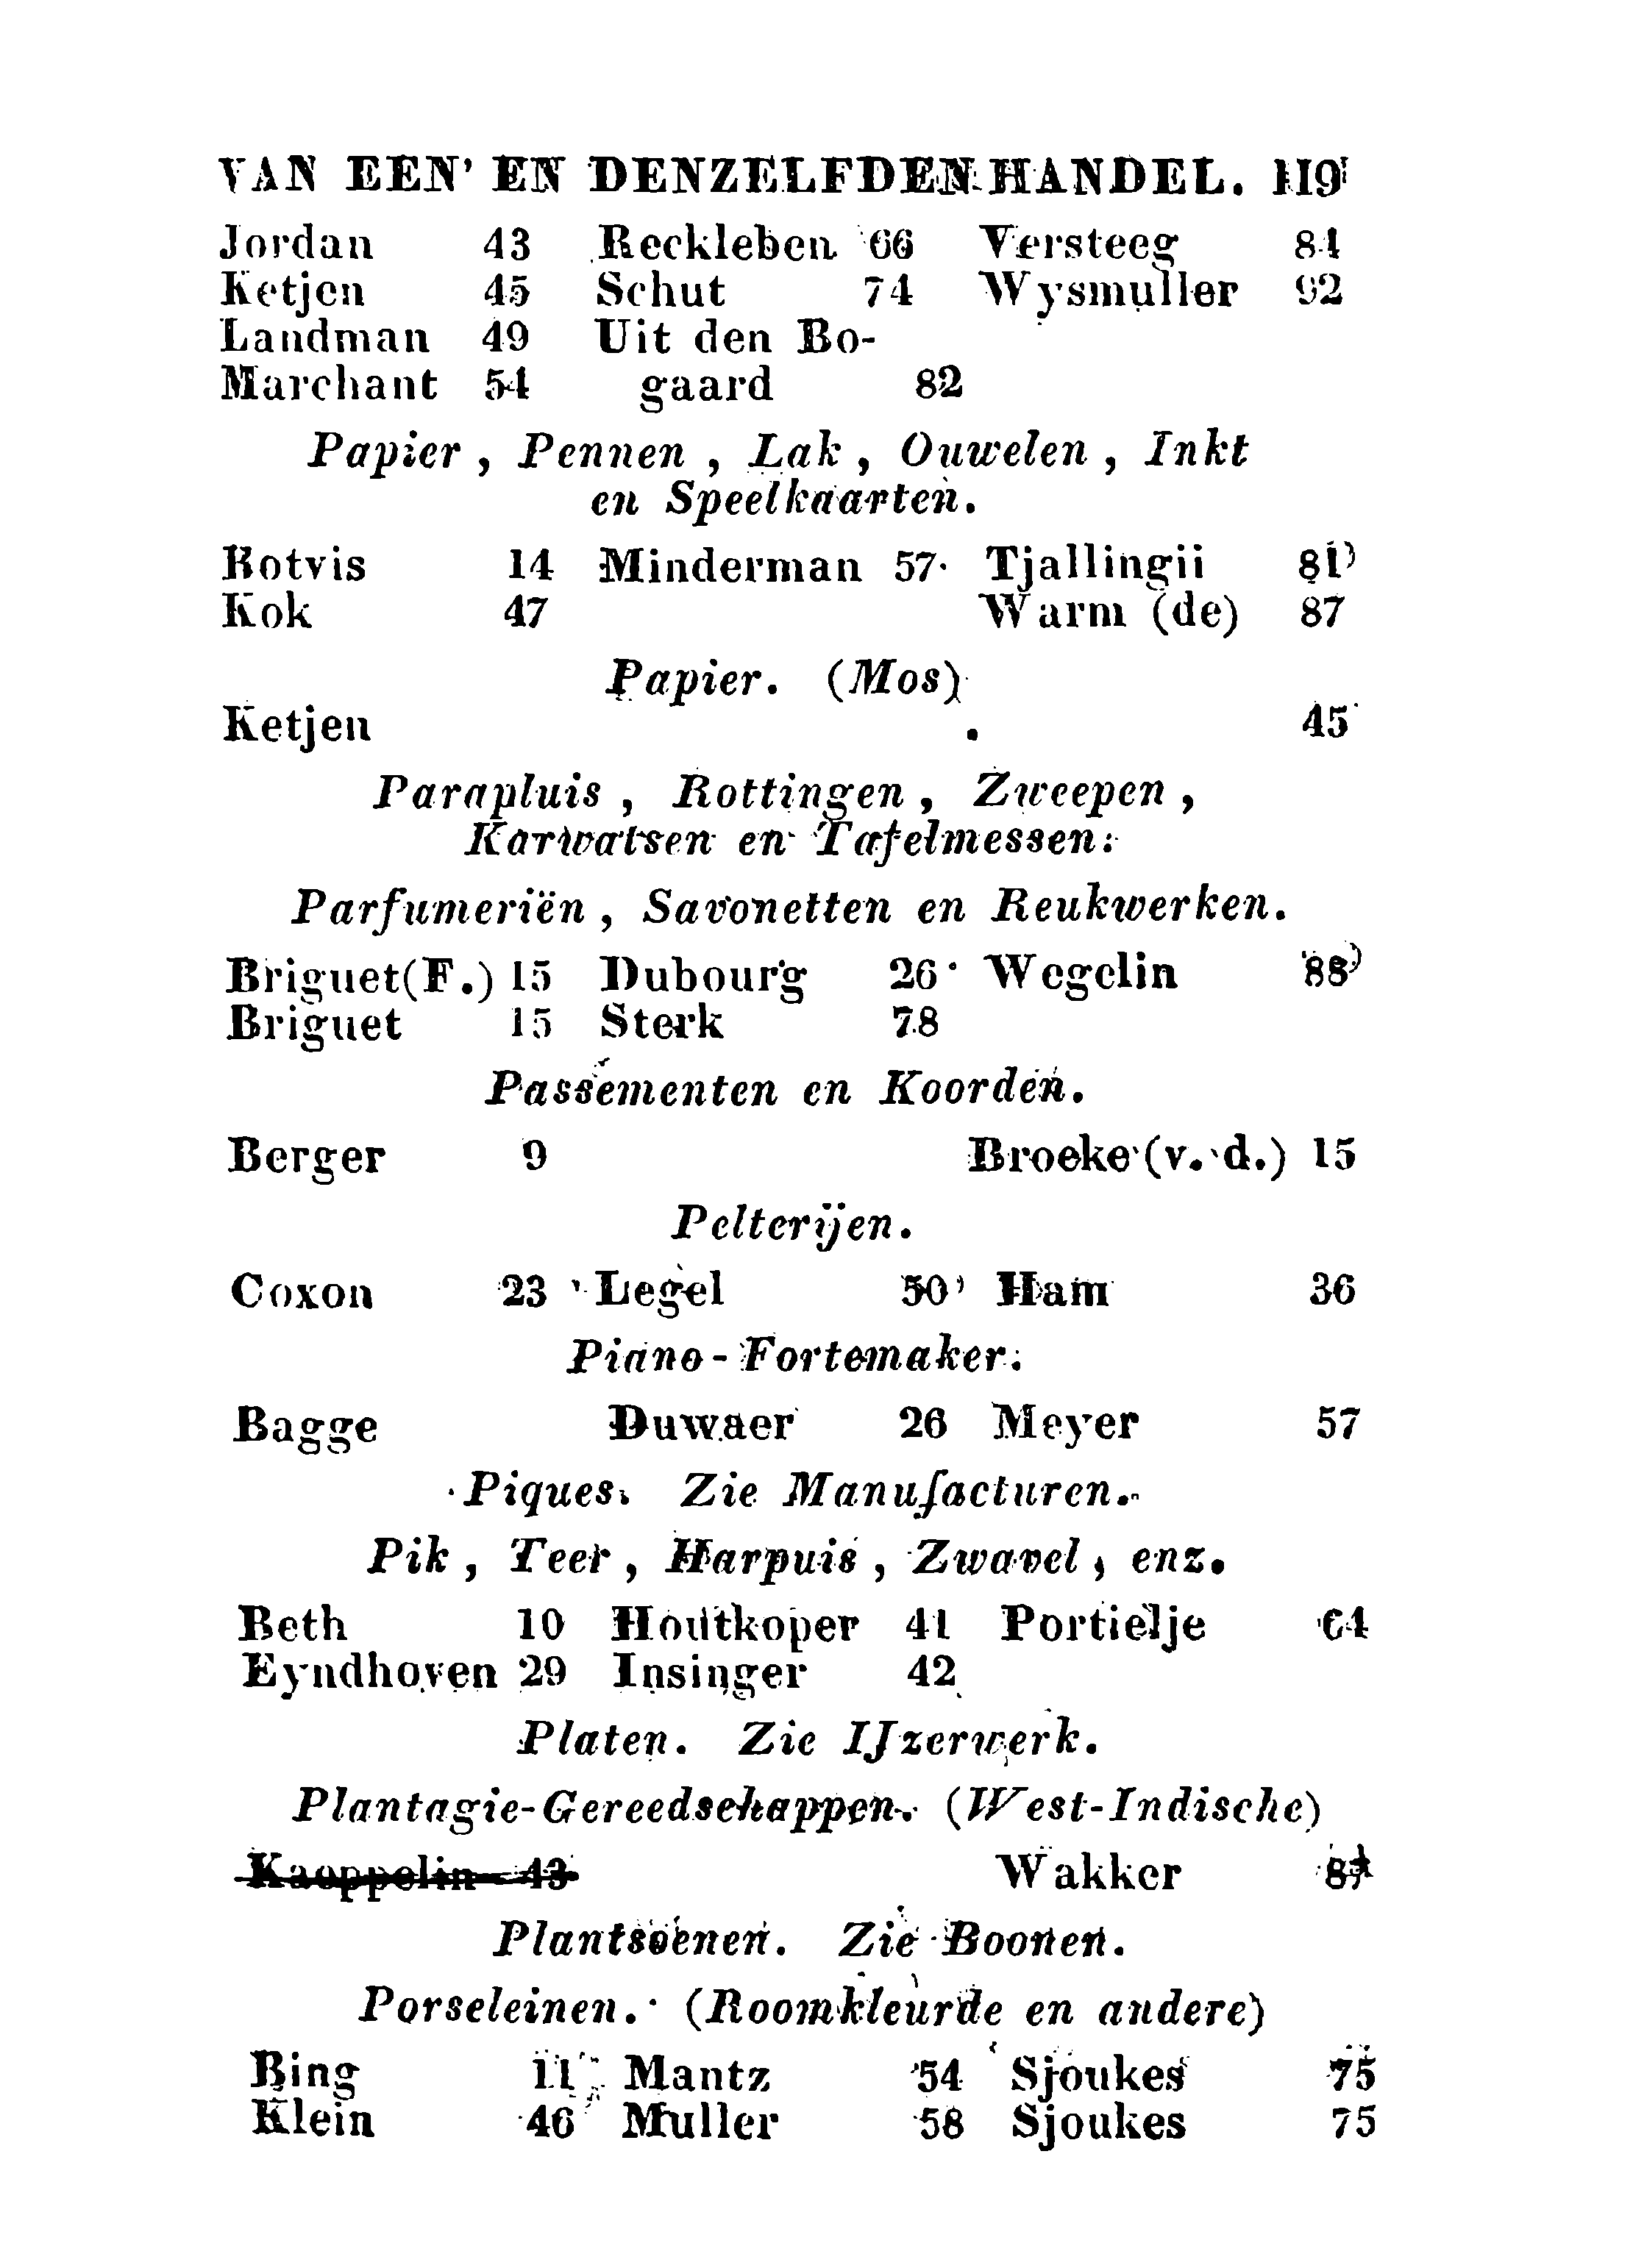 VAN EEN' EN DENZELFDEN HANDEL. 119
Jordan 43 Reckleben 66 Versteeg 84
Ketjen 45 Schut 74 Wysmuller 92
Landman 49 Uit den Bo-
Marchant 54 gaard 82
Papier, Pennen, Lak, Ouwelen, Inkt
en Speelkaarten.
Botvis 14 Minderman 57 Tjallingii 81
Kok 47 Warm (de) 87
Papier. (Mos)
Ketjen 45
Parapluis, Rottingen, Zweepen,
Karwatsen en Tafelmessen.
Parfumeriën, Savonetten en Reukwerken.
Briguet (F.) 15 Dubourg 26 Wegelin 88
Briguet 15 Sterk 78
Passementen en Koorden.
Berger 9 Broeke (v. d.) 15
Pelterijen.
Coxon 23 Legel 50 Ham 36
Piano-Fortemaker.
Bagge Duwaer 26 Meyer 57
Piques. Zie Manufacturen.
Pik, Teer, Harpuis, Zwavel, enz.
Beth 10 Houtkoper 41 Portielje 64
Eyndhoven 29 Insinger 42
Platen. Zie IJzerwerk.
Plantagie-Gereedschappen. (West-Indische)
Kaeppelin 43 Wakker
Plantsoenen. Zie Boonen.
Porseleinen. (Roomkleurde en andere)
Bing 11 Mantz 54 Sjoukes 75
Klein 46 Muller 58 Sjoukes 75